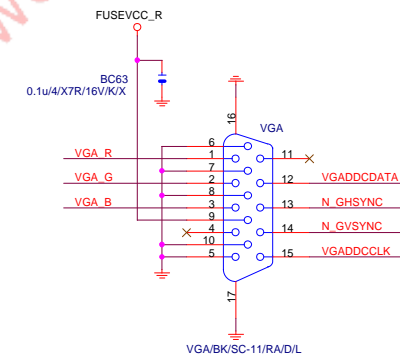 FUSEVCC_R
BC63
0.1u/4/X7R/16V/K/X
16
VGA
6
VGA_R 1 11
7
VGA_G 2 12 VGADDCDATA
8
VGA_B 3 13 N_GHSYNC
9
4 14 N_GVSYNC
10
5 15 VGADDCCLK
17
VGA/BK/SC-11/RA/D/L